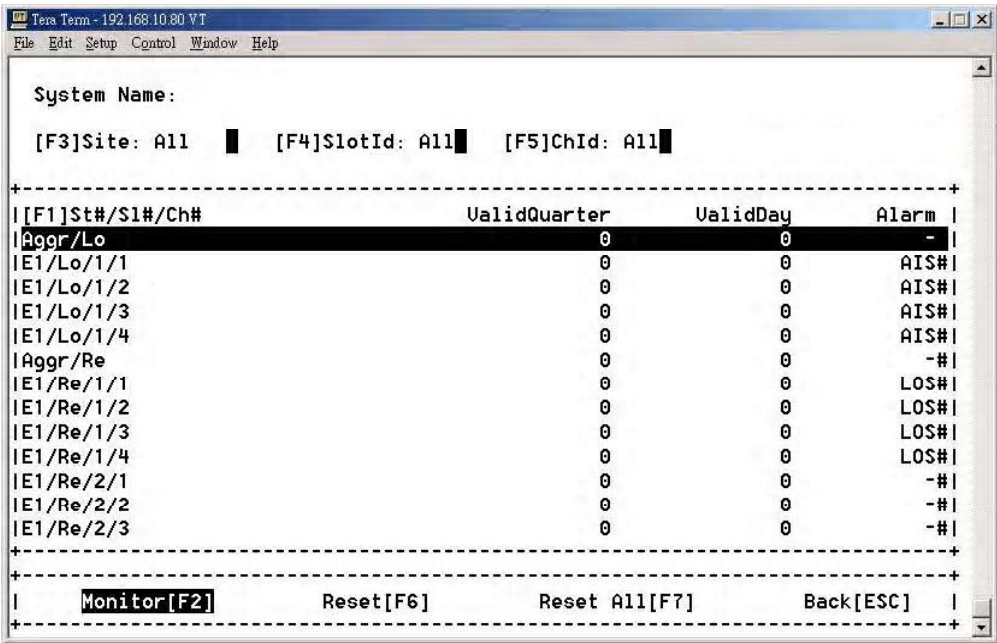 Tera Term - 192.168.10.80 VT
File Edit Setup Control Window Help
System Name:
[F3]Site: All [F4]SlotId: All [F5]ChId: All
+------------------------------------------------------------------------------+
|[F1]St#/Sl#/Ch# ValidQuarter ValidDay Alarm |
|Aggr/Lo 0 0 - |
|E1/Lo/1/1 0 0 AIS#|
|E1/Lo/1/2 0 0 AIS#|
|E1/Lo/1/3 0 0 AIS#|
|E1/Lo/1/4 0 0 AIS#|
|Aggr/Re 0 0 -#|
|E1/Re/1/1 0 0 LOS#|
|E1/Re/1/2 0 0 LOS#|
|E1/Re/1/3 0 0 LOS#|
|E1/Re/1/4 0 0 LOS#|
|E1/Re/2/1 0 0 -#|
|E1/Re/2/2 0 0 -#|
|E1/Re/2/3 0 0 -#|
+------------------------------------------------------------------------------+
+------------------------------------------------------------------------------+
| Monitor[F2] Reset[F6] Reset All[F7] Back[ESC] |
+------------------------------------------------------------------------------+